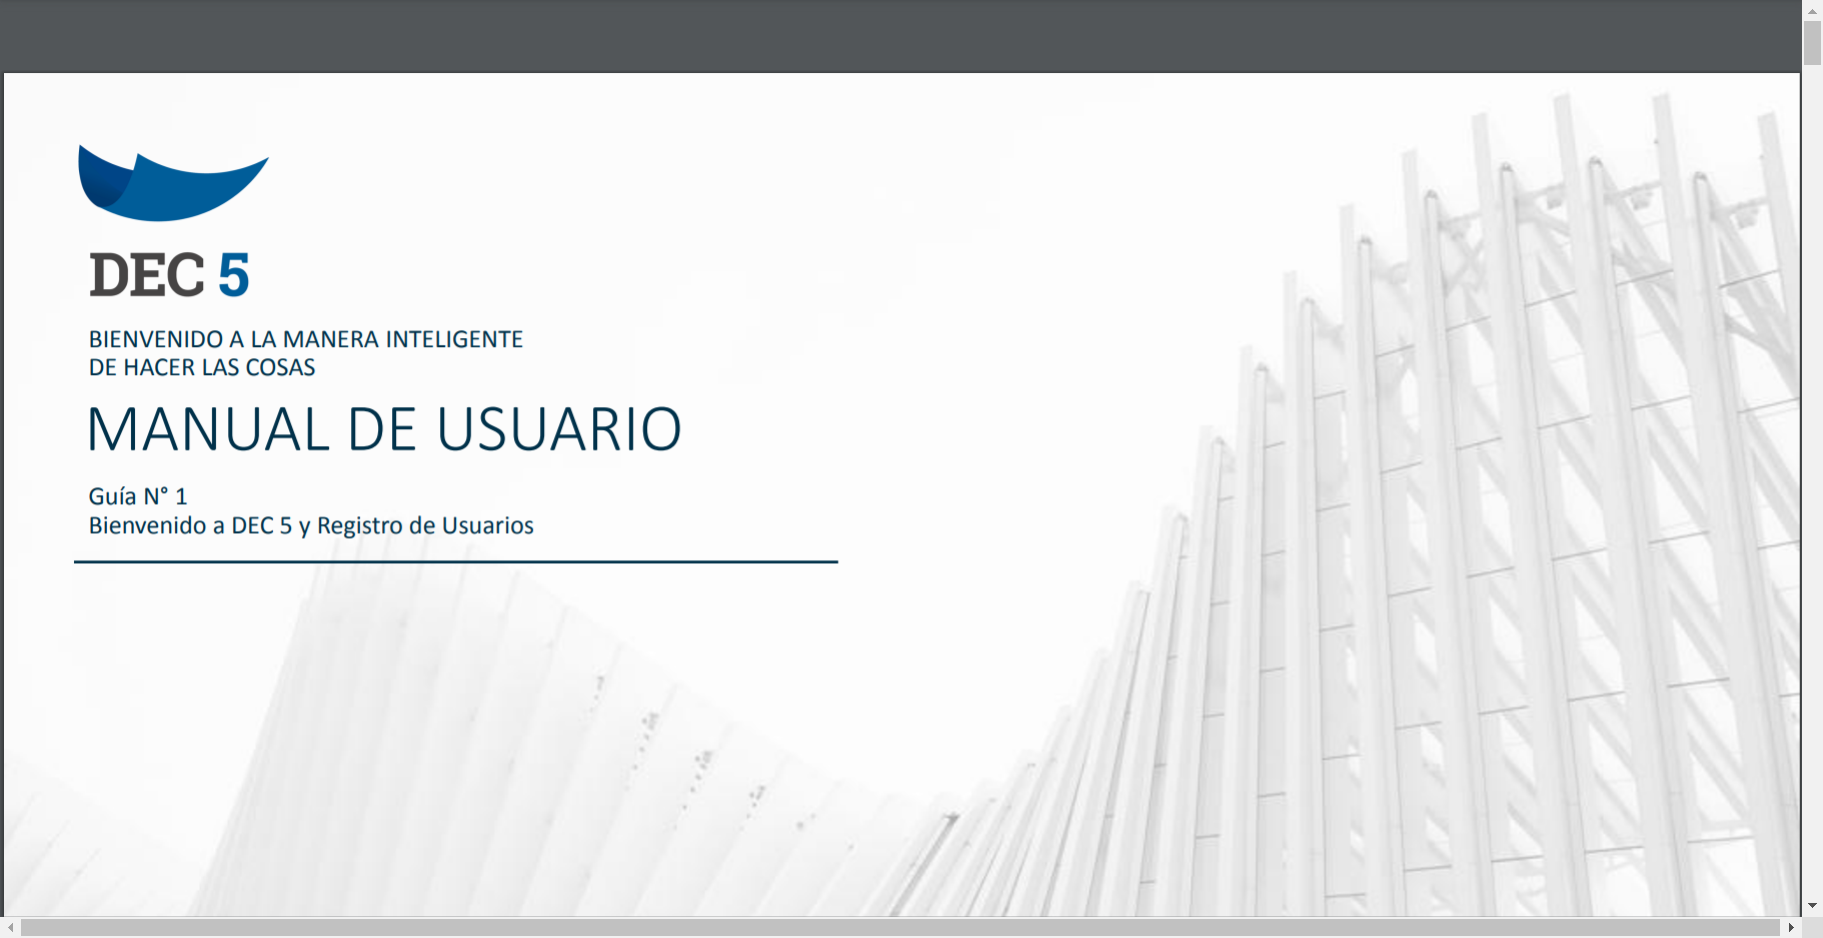 DEC 5
BIENVENIDO A LA MANERA INTELIGENTE
DE HACER LAS COSAS
MANUAL DE USUARIO
Guía N° 1
Bienvenido a DEC 5 y Registro de Usuarios